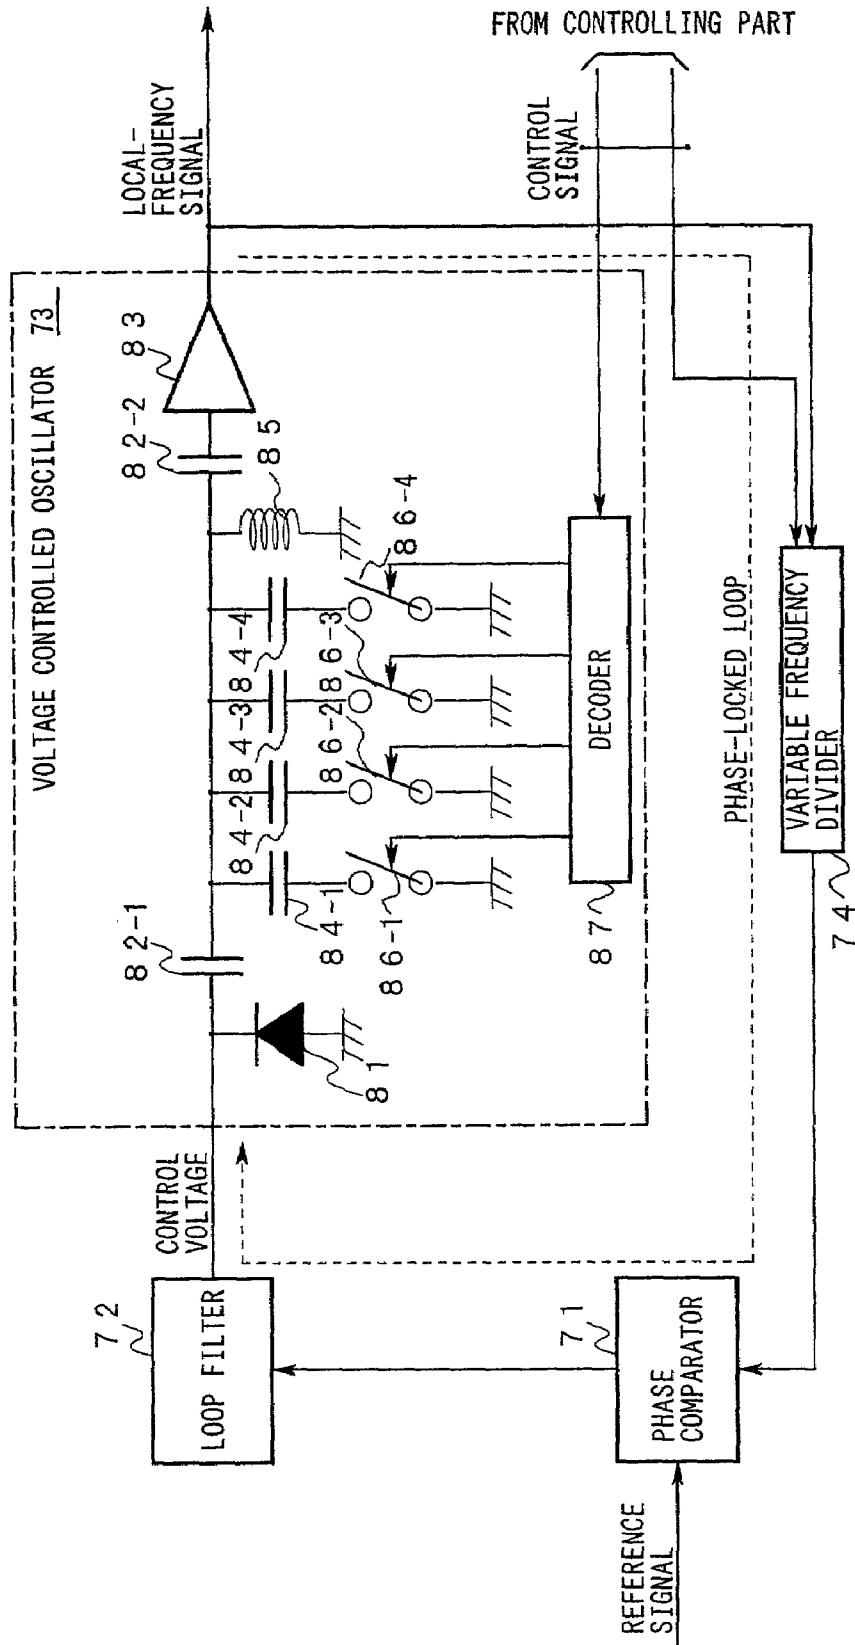 FROM CONTROLLING PART
LOCAL-
FREQUENCY
SIGNAL
CONTROL
SIGNAL
VOLTAGE CONTROLLED OSCILLATOR 73
83
82-2
85
86-4
84-4
86-3
84-3
86-2
84-2
84-1
86-1
82-1
81
DECODER
87
PHASE-LOCKED LOOP
VARIABLE FREQUENCY
DIVIDER
74
CONTROL
VOLTAGE
72
LOOP FILTER
71
PHASE
COMPARATOR
REFERENCE
SIGNAL